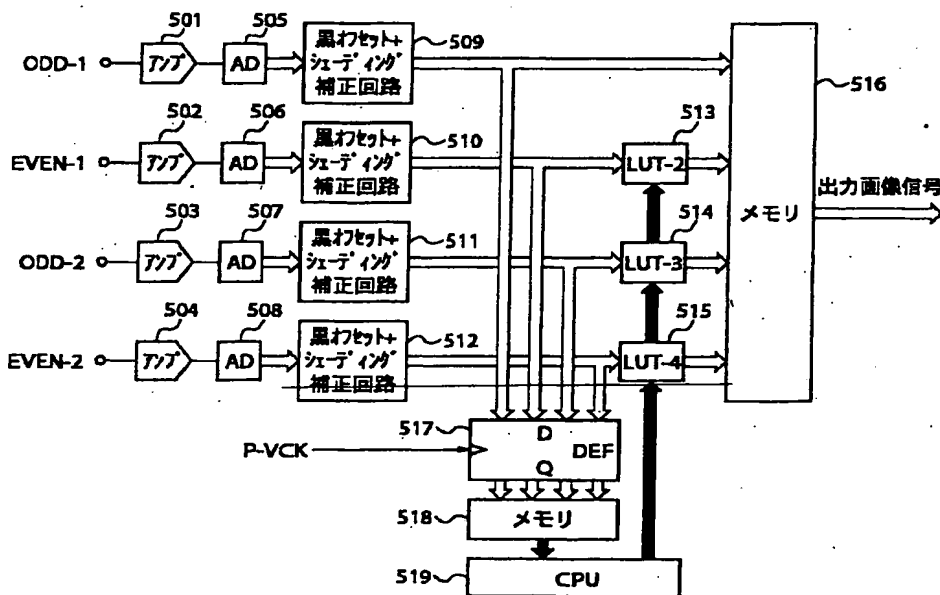 501
505
ODD-1
アンプ
AD
黒オフセット+
シェーディング
補正回路
509
516
502
506
EVEN-1
アンプ
AD
黒オフセット+
シェーディング
補正回路
510
513
LUT-2
メモリ
出力画像信号
503
507
ODD-2
アンプ
AD
黒オフセット+
シェーディング
補正回路
511
514
LUT-3
504
508
EVEN-2
アンプ
AD
黒オフセット+
シェーディング
補正回路
512
515
LUT-4
517
D
DEF
P-VCK
Q
518
メモリ
519
CPU